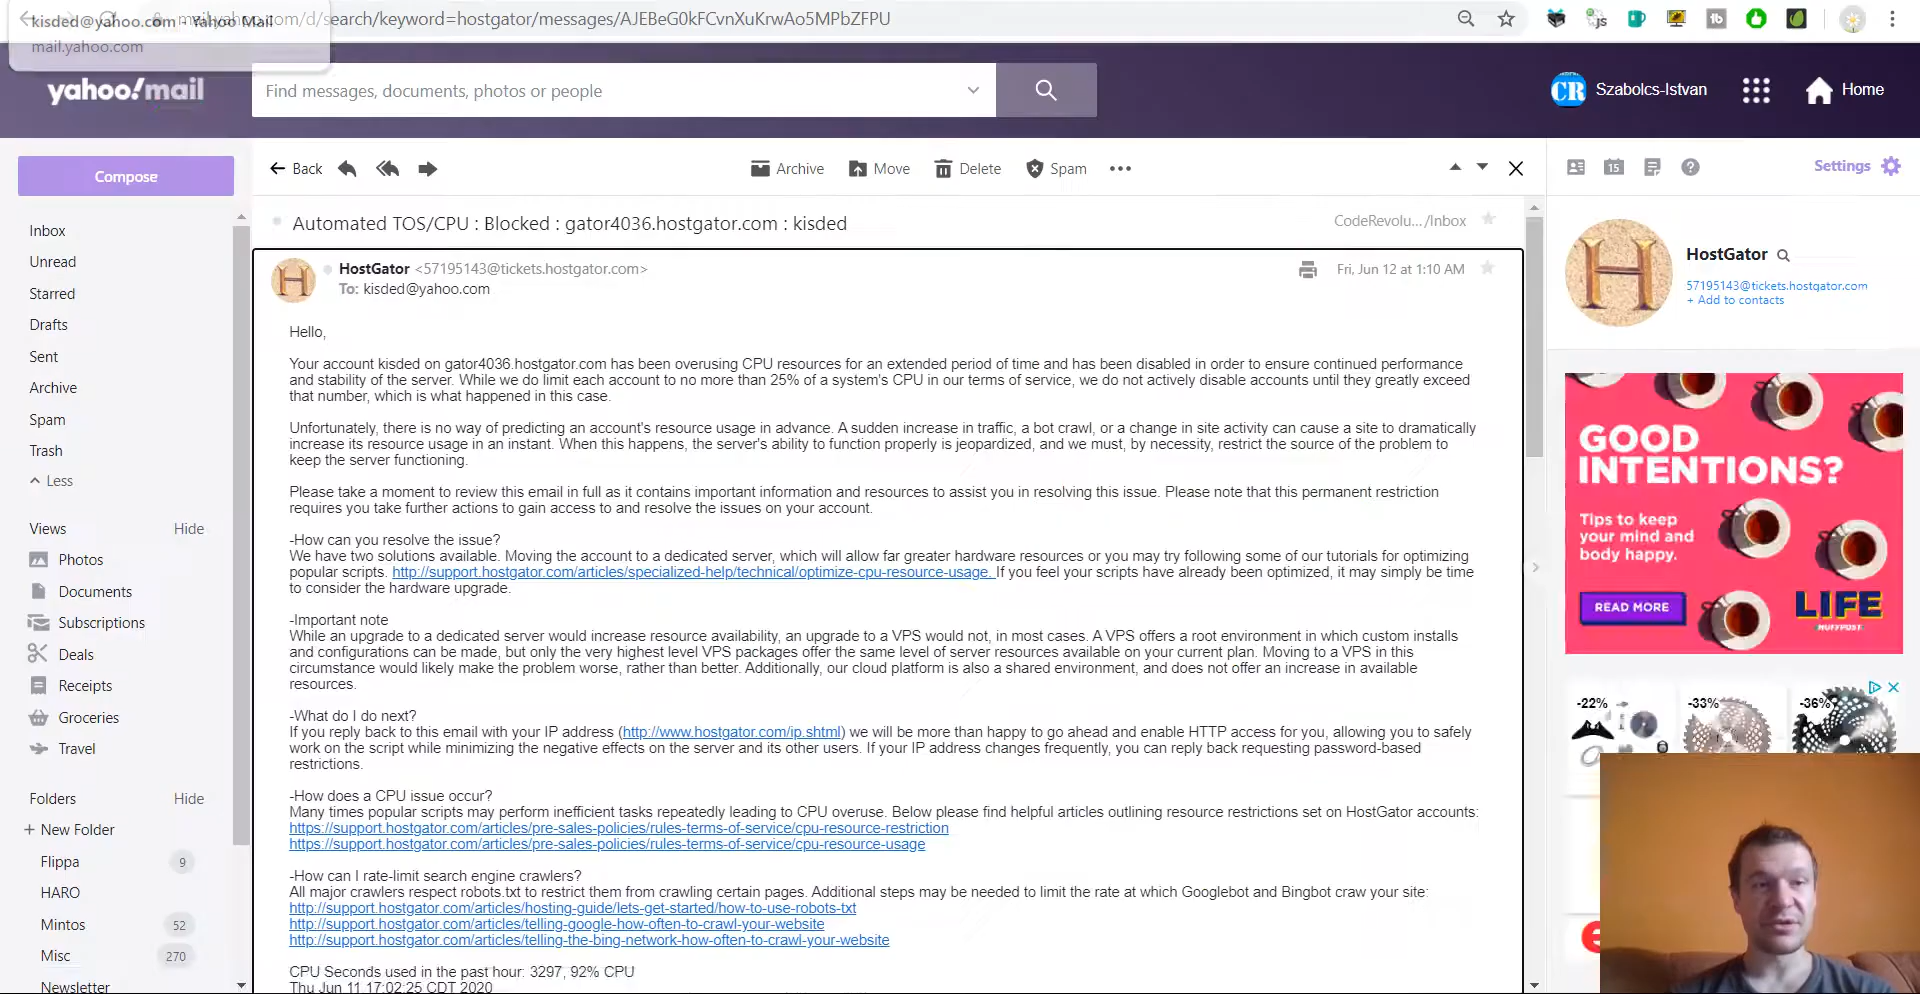 kisded@yahoo.com - Yahoo Mail
mail.yahoo.com
.com/d/search/keyword=hostgator/messages/AJEBeG0kFCvnXuKrwAo5MPbZFPU
yahoo!mail
Find messages, documents, photos or people
CR
Szabolcs-Istvan
Home
Compose
Back
Archive
Move
Delete
Spam
15
Settings
Inbox
Unread
Starred
Drafts
Sent
Archive
Spam
Trash
Less
Views
Hide
Photos
Documents
Subscriptions
Deals
Receipts
Groceries
Travel
Folders
Hide
+ New Folder
Flippa 9
HARO
Mintos 52
Misc 270
Newsletter
Automated TOS/CPU : Blocked : gator4036.hostgator.com : kisded
CodeRevolu.../Inbox
HostGator <57195143@tickets.hostgator.com>
Fri, Jun 12 at 1:10 AM
To: kisded@yahoo.com
Hello,
Your account kisded on gator4036.hostgator.com has been overusing CPU resources for an extended period of time and has been disabled in order to ensure continued performance
and stability of the server. While we do limit each account to no more than 25% of a system's CPU in our terms of service, we do not actively disable accounts until they greatly exceed
that number, which is what happened in this case.
Unfortunately, there is no way of predicting an account's resource usage in advance. A sudden increase in traffic, a bot crawl, or a change in site activity can cause a site to dramatically
increase its resource usage in an instant. When this happens, the server's ability to function properly is jeopardized, and we must, by necessity, restrict the source of the problem to
keep the server functioning.
Please take a moment to review this email in full as it contains important information and resources to assist you in resolving this issue. Please note that this permanent restriction
requires you take further actions to gain access to and resolve the issues on your account.
-How can you resolve the issue?
We have two solutions available. Moving the account to a dedicated server, which will allow far greater hardware resources or you may try following some of our tutorials for optimizing
popular scripts. http://support.hostgator.com/articles/specialized-help/technical/optimize-cpu-resource-usage. If you feel your scripts have already been optimized, it may simply be time
to consider the hardware upgrade.
-Important note
While an upgrade to a dedicated server would increase resource availability, an upgrade to a VPS would not, in most cases. A VPS offers a root environment in which custom installs
and configurations can be made, but only the very highest level VPS packages offer the same level of server resources available on your current plan. Moving to a VPS in this
circumstance would likely make the problem worse, rather than better. Additionally, our cloud platform is also a shared environment, and does not offer an increase in available
resources.
-What do I do next?
If you reply back to this email with your IP address (http://www.hostgator.com/ip.shtml) we will be more than happy to go ahead and enable HTTP access for you, allowing you to safely
work on the script while minimizing the negative effects on the server and its other users. If your IP address changes frequently, you can reply back requesting password-based
restrictions.
-How does a CPU issue occur?
Many times popular scripts may perform inefficient tasks repeatedly leading to CPU overuse. Below please find helpful articles outlining resource restrictions set on HostGator accounts:
https://support.hostgator.com/articles/pre-sales-policies/rules-terms-of-service/cpu-resource-restriction
https://support.hostgator.com/articles/pre-sales-policies/rules-terms-of-service/cpu-resource-usage
-How can I rate-limit search engine crawlers?
All major crawlers respect robots.txt to restrict them from crawling certain pages. Additional steps may be needed to limit the rate at which Googlebot and Bingbot craw your site:
http://support.hostgator.com/articles/hosting-guide/lets-get-started/how-to-use-robots-txt
http://support.hostgator.com/articles/telling-google-how-often-to-crawl-your-website
http://support.hostgator.com/articles/telling-the-bing-network-how-often-to-crawl-your-website
CPU Seconds used in the past hour: 3297, 92% CPU
Thu Jun 11 17:02:25 CDT 2020
HostGator
57195143@tickets.hostgator.com
+ Add to contacts
GOOD
INTENTIONS?
Tips to keep
your mind and
body happy.
READ MORE
LIFE
HUFFPOST
-22%
-33%
-36%